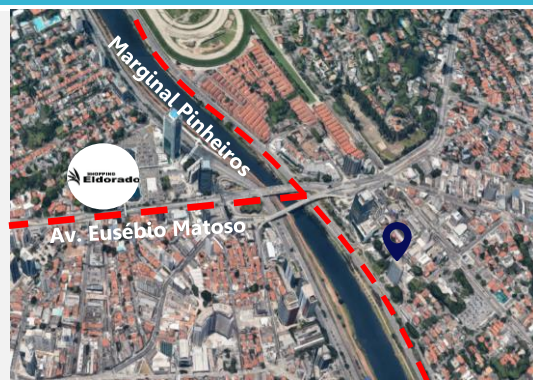 Marginal Pinheiros
SHOPPING
Eldorado
Av. Eusébio Matoso